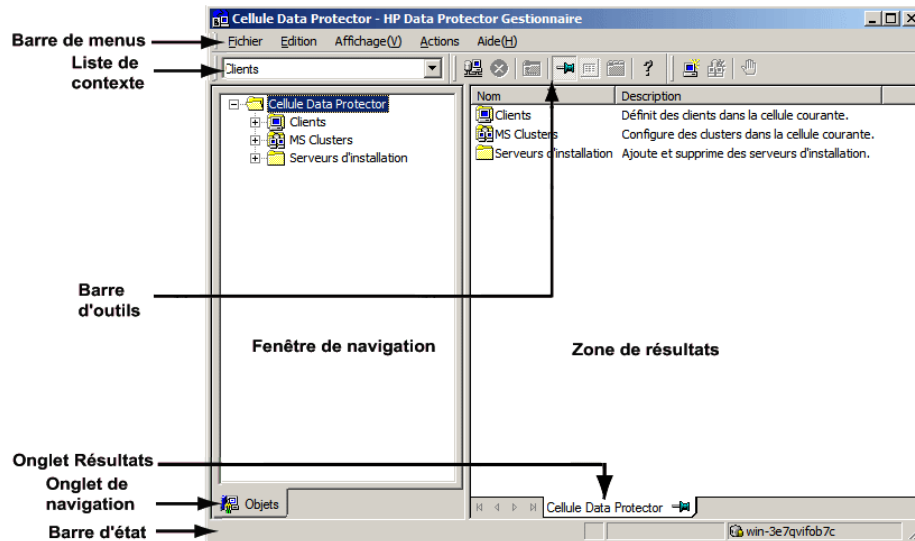 Cellule Data Protector - HP Data Protector Gestionnaire
Barre de menus
Fichier Edition Affichage(V) Actions Aide(H)
Liste de
contexte
Clients
?
Cellule Data Protector
Clients
MS Clusters
Serveurs d'installation
Nom Description
Clients Définit des clients dans la cellule courante.
MS Clusters Configure des clusters dans la cellule courante.
Serveurs d'installation Ajoute et supprime des serveurs d'installation.
Barre
d'outils
Fenêtre de navigation
Zone de résultats
Onglet Résultats
Onglet de
navigation
Objets
Cellule Data Protector
Barre d'état
win-3e7qvifob7c